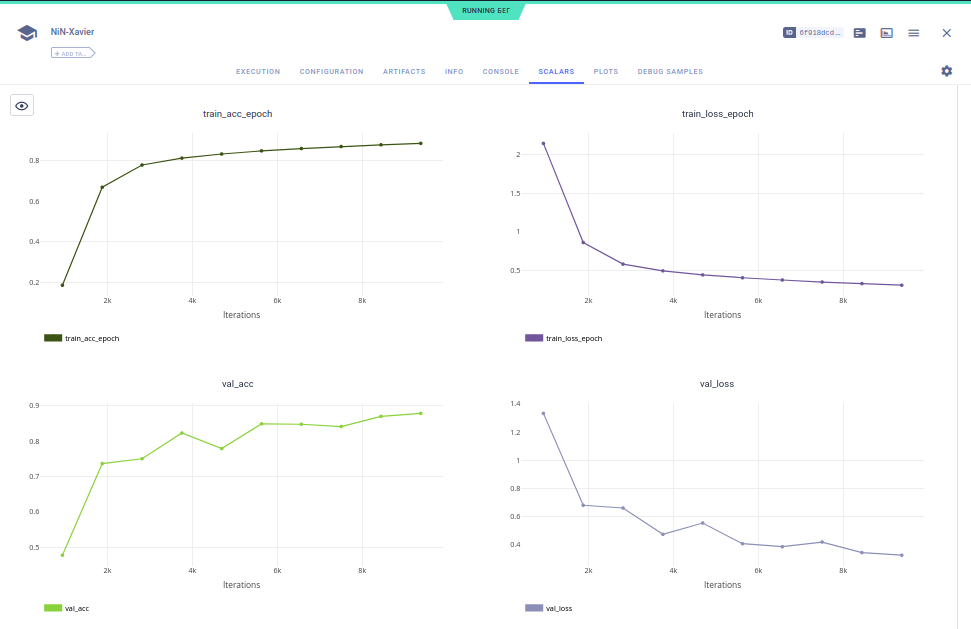 RUNNING БЕГ
NiN-Xavier
ID 6f918dcd...
+ ADD TA...
EXECUTION CONFIGURATION ARTIFACTS INFO CONSOLE SCALARS PLOTS DEBUG SAMPLES
train_acc_epoch
0.8
0.6
0.4
0.2
2k 4k 6k 8k
Iterations
train_acc_epoch
train_loss_epoch
2
1.5
1
0.5
2k 4k 6k 8k
Iterations
train_loss_epoch
val_acc
0.9
0.8
0.7
0.6
0.5
2k 4k 6k 8k
Iterations
val_acc
val_loss
1.4
1.2
1
0.8
0.6
0.4
2k 4k 6k 8k
Iterations
val_loss